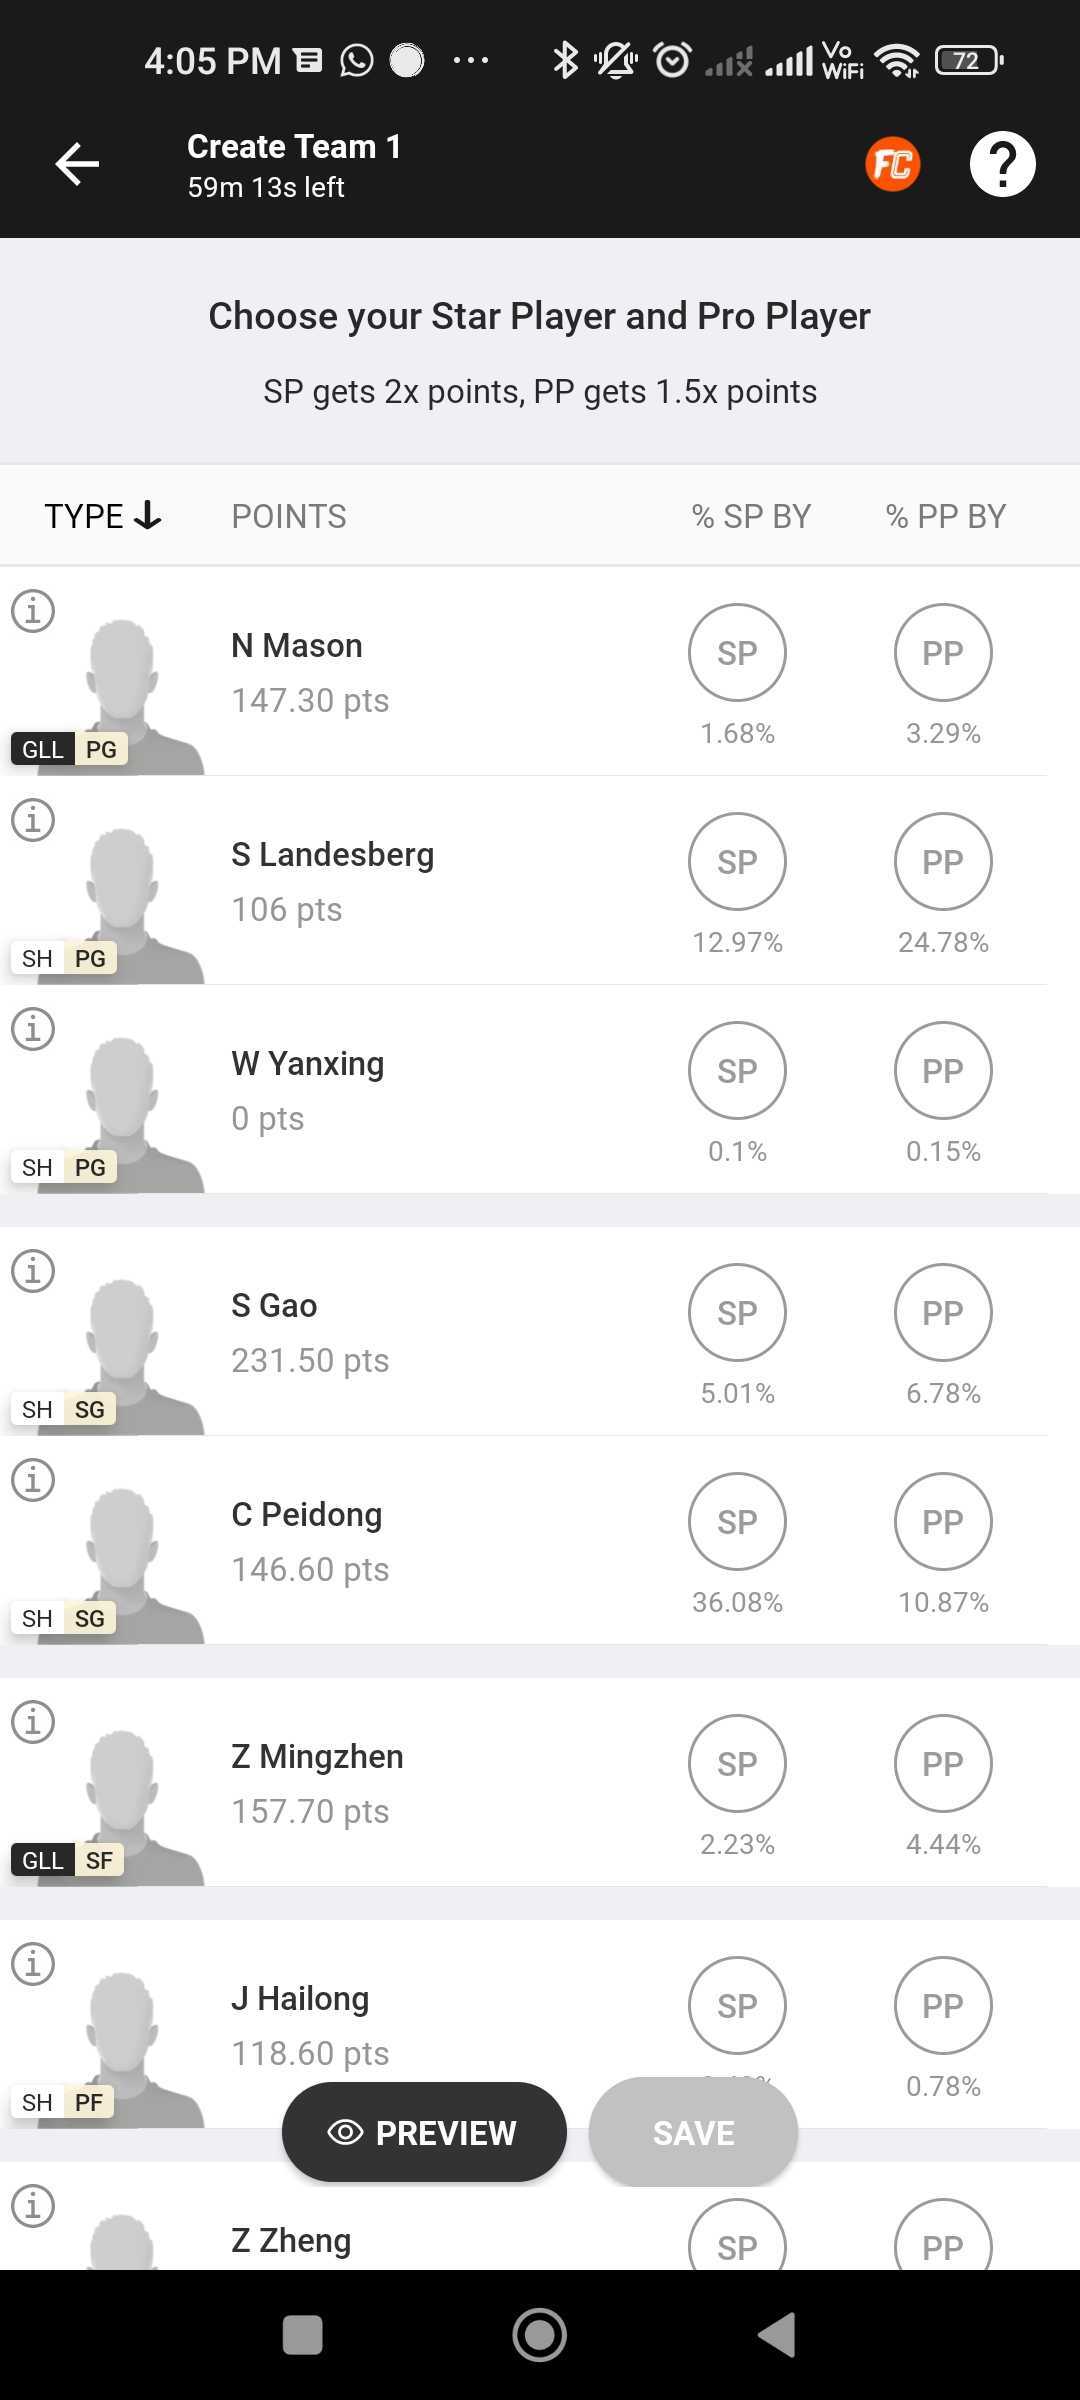 4:05 PM
Vo WiFi
72
Create Team 1
59m 13s left
FC
?
Choose your Star Player and Pro Player
SP gets 2x points, PP gets 1.5x points
TYPE POINTS % SP BY % PP BY
N Mason
147.30 pts
SP PP
1.68% 3.29%
GLL PG
S Landesberg
106 pts
SP PP
12.97% 24.78%
SH PG
W Yanxing
0 pts
SP PP
0.1% 0.15%
SH PG
S Gao
231.50 pts
SP PP
5.01% 6.78%
SH SG
C Peidong
146.60 pts
SP PP
36.08% 10.87%
SH SG
Z Mingzhen
157.70 pts
SP PP
2.23% 4.44%
GLL SF
J Hailong
118.60 pts
SP PP
0.78%
SH PF
PREVIEW SAVE
Z Zheng
SP PP